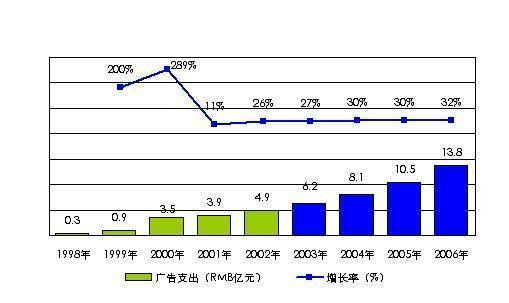 200% 289% 11% 26% 27% 30% 30% 32%
0.3 0.9 3.5 3.9 4.9 6.2 8.1 10.5 13.8
1998年 1999年 2000年 2001年 2002年 2003年 2004年 2005年 2006年
广告支出（RMB亿元） 增长率（%）